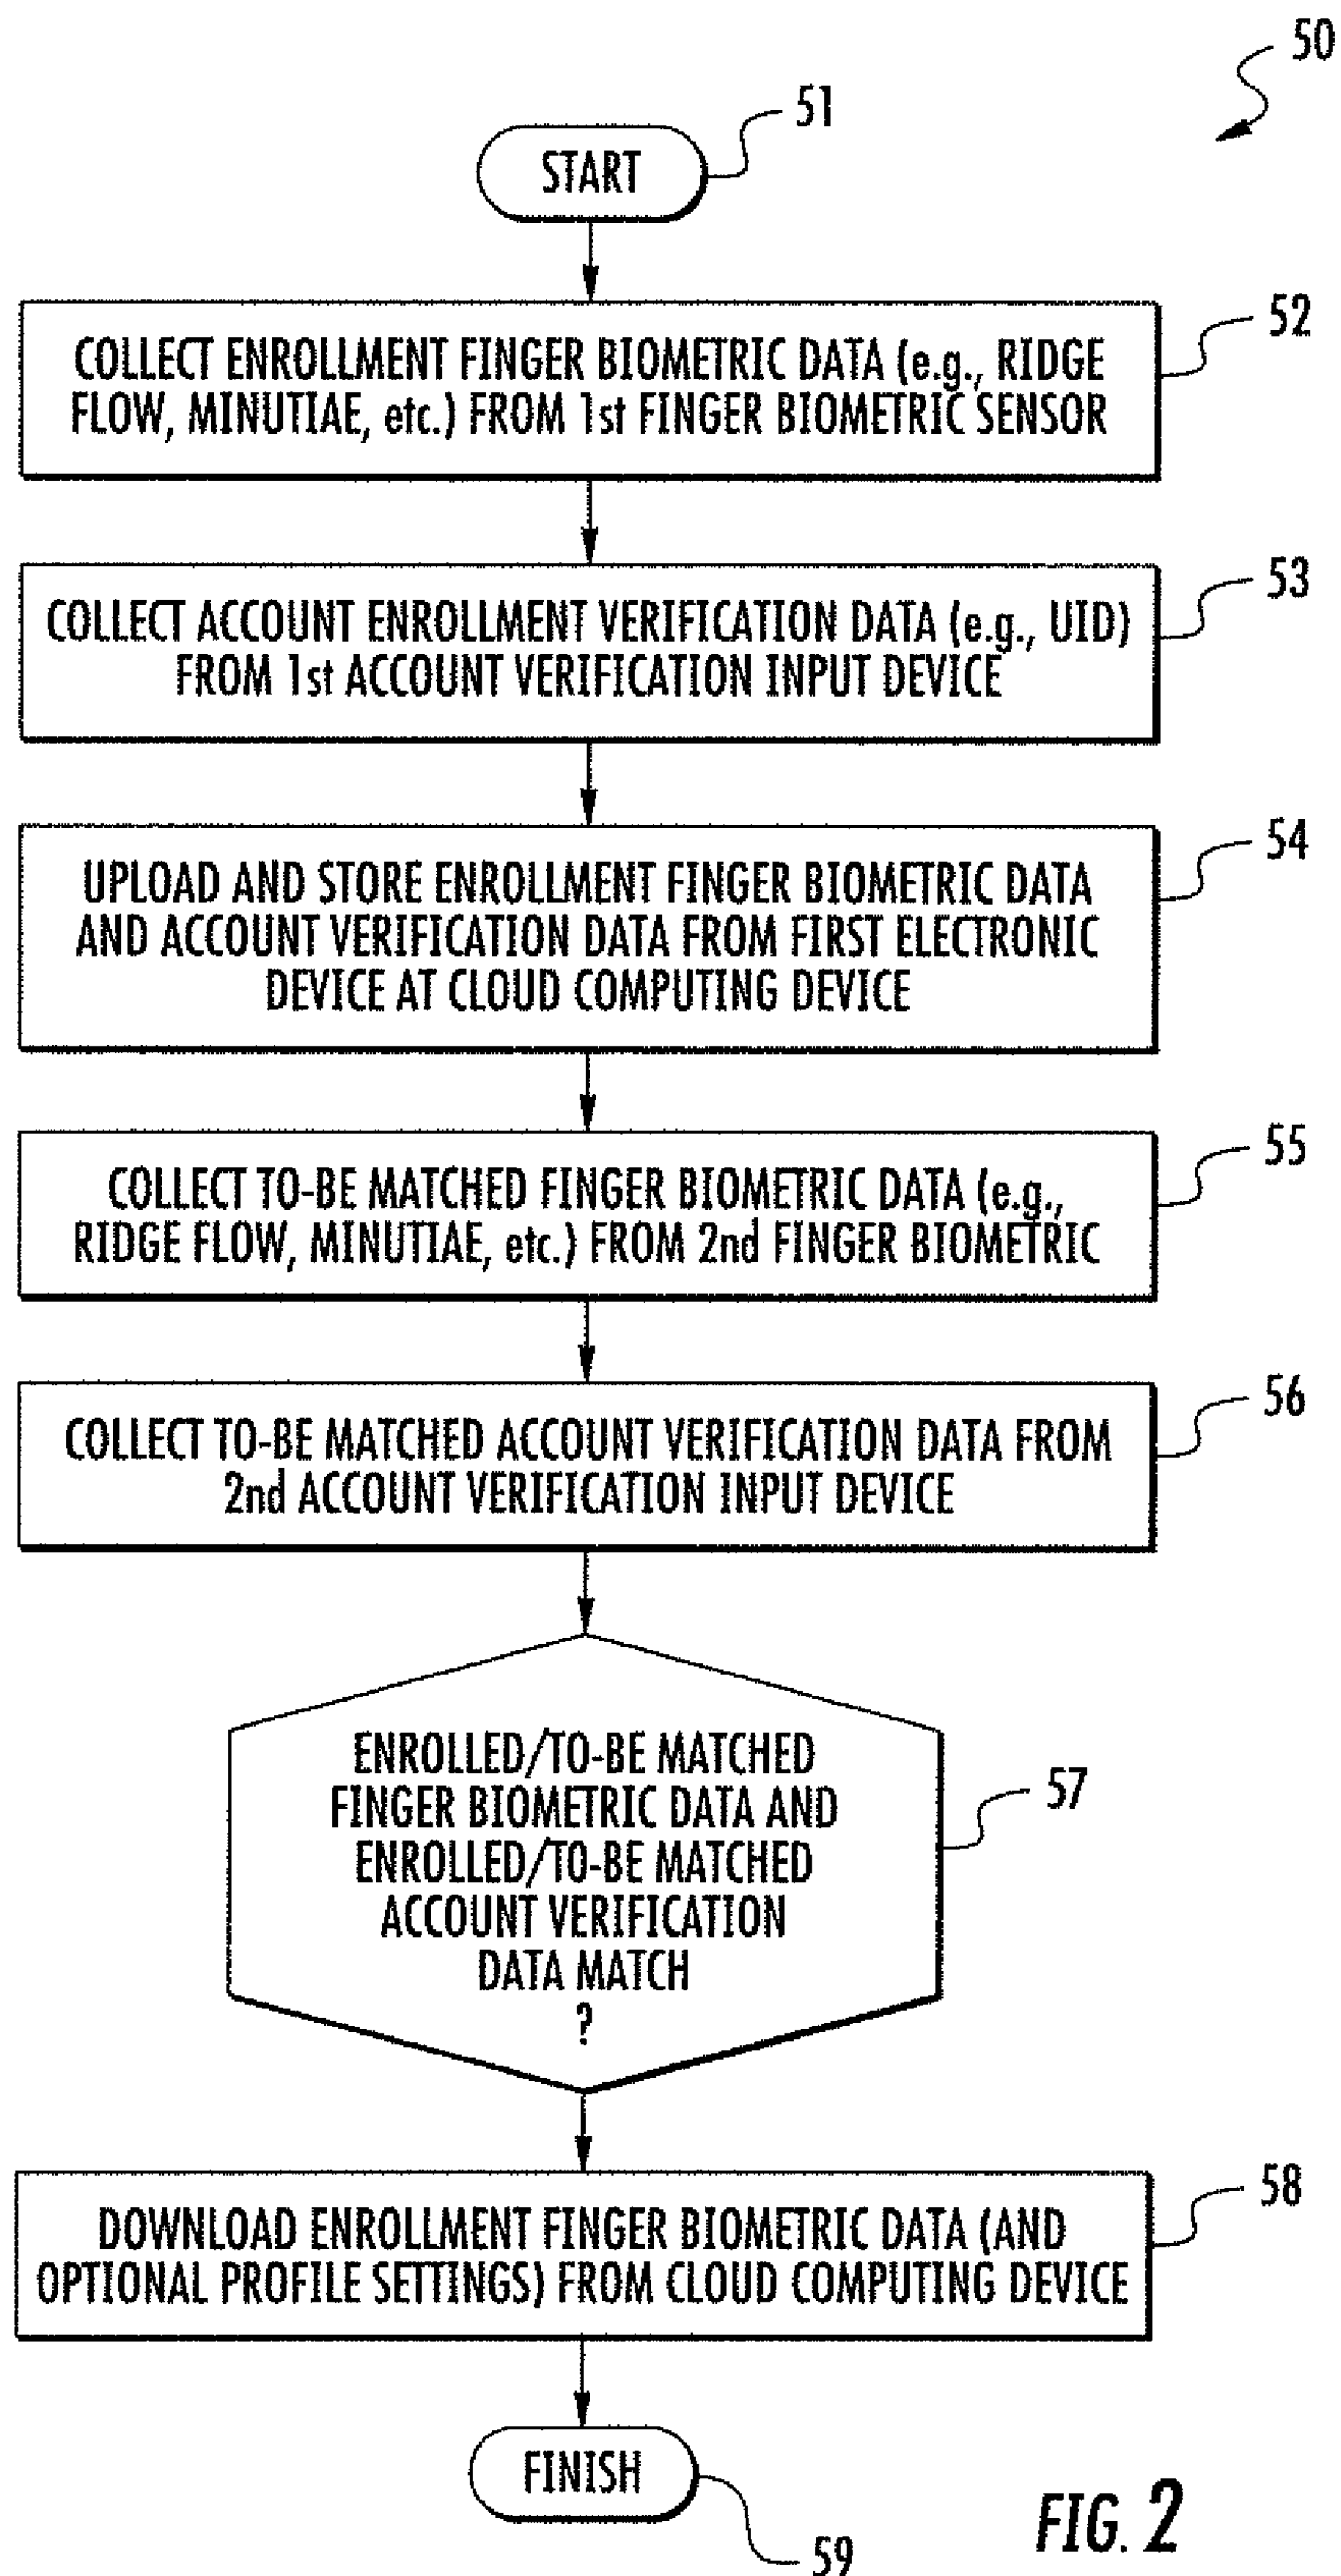 50
51
START
52
COLLECT ENROLLMENT FINGER BIOMETRIC DATA (e.g., RIDGE
FLOW, MINUTIAE, etc.) FROM 1st FINGER BIOMETRIC SENSOR
53
COLLECT ACCOUNT ENROLLMENT VERIFICATION DATA (e.g., UID)
FROM 1st ACCOUNT VERIFICATION INPUT DEVICE
54
UPLOAD AND STORE ENROLLMENT FINGER BIOMETRIC DATA
AND ACCOUNT VERIFICATION DATA FROM FIRST ELECTRONIC
DEVICE AT CLOUD COMPUTING DEVICE
55
COLLECT TO-BE MATCHED FINGER BIOMETRIC DATA (e.g.,
RIDGE FLOW, MINUTIAE, etc.) FROM 2nd FINGER BIOMETRIC
56
COLLECT TO-BE MATCHED ACCOUNT VERIFICATION DATA FROM
2nd ACCOUNT VERIFICATION INPUT DEVICE
ENROLLED/TO-BE MATCHED
FINGER BIOMETRIC DATA AND
ENROLLED/TO-BE MATCHED
ACCOUNT VERIFICATION
DATA MATCH
?
57
58
DOWNLOAD ENROLLMENT FINGER BIOMETRIC DATA (AND
OPTIONAL PROFILE SETTINGS) FROM CLOUD COMPUTING DEVICE
FINISH
59
FIG. 2